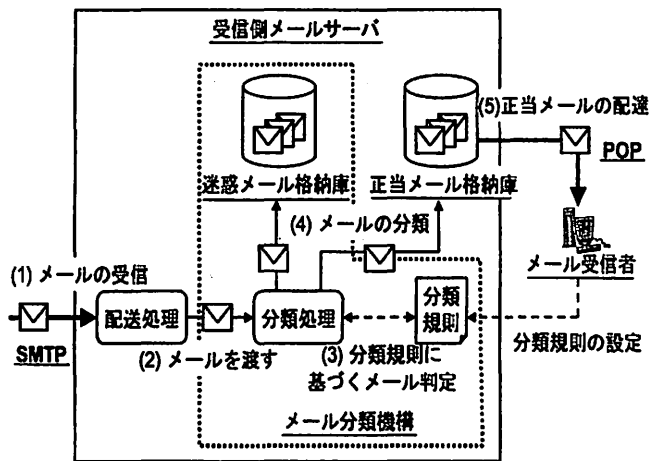 受信側メールサーバ
(5)正当メールの配達
POP
迷惑メール格納庫
正当メール格納庫
(4) メールの分類
メール受信者
(1) メールの受信
配送処理
分類処理
分類
規則
SMTP
(2) メールを渡す
(3) 分類規則に
基づくメール判定
分類規則の設定
メール分類機構